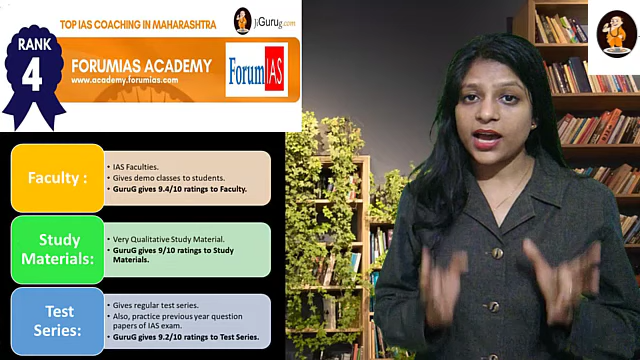 TOP IAS COACHING IN MAHARASHTRA
JiGurug.com
RANK
4
FORUMIAS ACADEMY
www.academy.forumias.com
ForumIAS
Faculty :
• IAS Faculties.
• Gives demo classes to students.
• GuruG gives 9.4/10 ratings to Faculty.
Study
Materials:
• Very Qualitative Study Material.
• GuruG gives 9/10 ratings to Study
Materials.
Test
Series:
• Gives regular test series.
• Also, practice previous year question
papers of IAS exam.
• GuruG gives 9.2/10 ratings to Test Series.